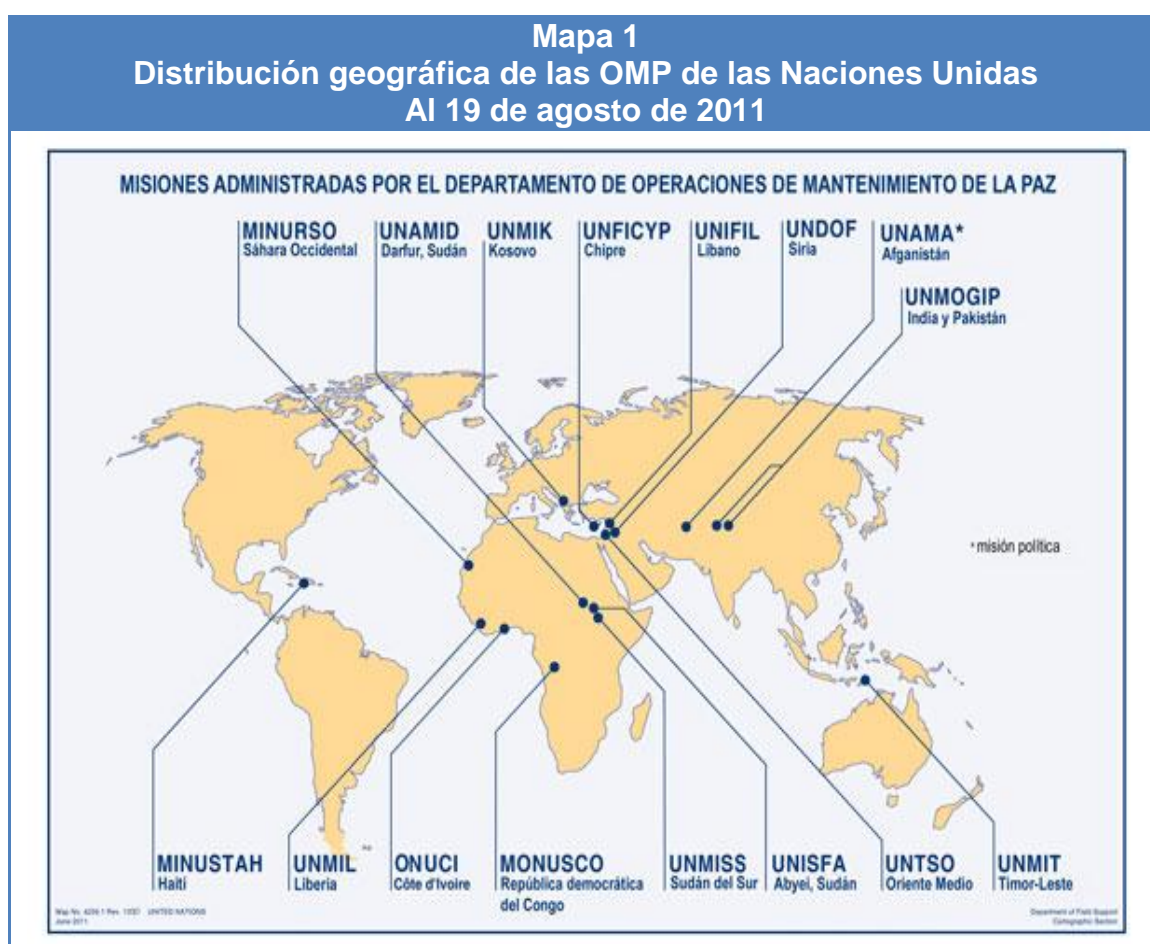 Mapa 1
Distribución geográfica de las OMP de las Naciones Unidas
Al 19 de agosto de 2011
MISIONES ADMINISTRADAS POR EL DEPARTAMENTO DE OPERACIONES DE MANTENIMIENTO DE LA PAZ
MINURSO
Sáhara Occidental
UNAMID
Darfur, Sudán
UNMIK
Kosovo
UNFICYP
Chipre
UNIFIL
Líbano
UNDOF
Siria
UNAMA*
Afganistán
UNMOGIP
India y Pakistán
* misión política
MINUSTAH
Haití
UNMIL
Liberia
ONUCI
Côte d'Ivoire
MONUSCO
República democrática
del Congo
UNMISS
Sudán del Sur
UNISFA
Abyei, Sudán
UNTSO
Oriente Medio
UNMIT
Timor-Leste
Map No. UNITED NATIONS
June 2011
Department of Field Support
Cartographic Section